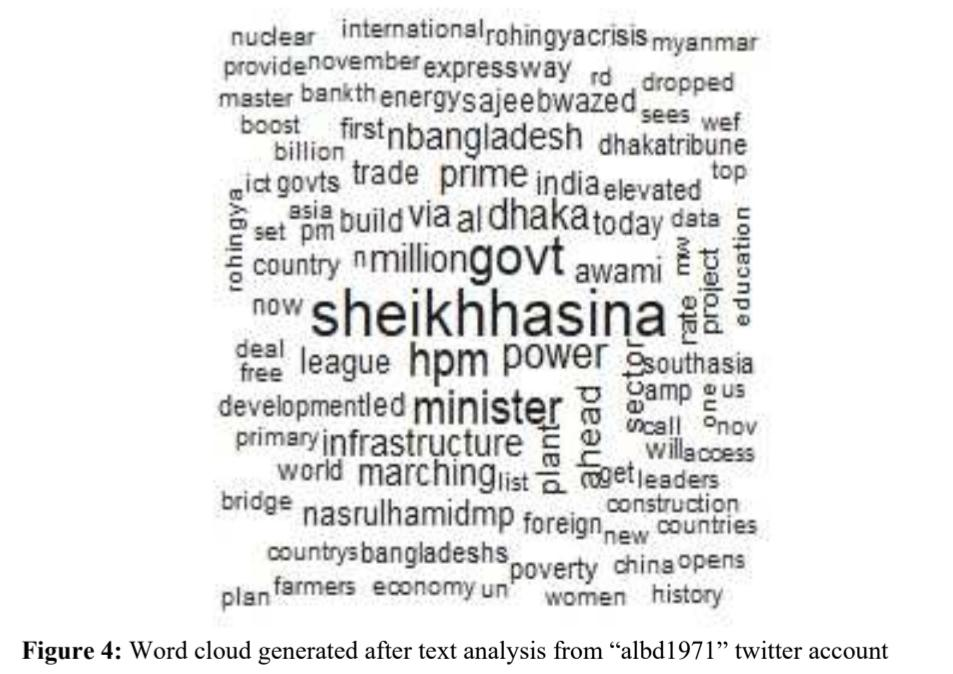 nuclear international rohingyacrisis myanmar
provide november expressway rd dropped
master bankth energy sajeebwazed sees wef
boost first nbangladesh dhakatribune
billion
ict govts trade prime india elevated top
rohingya set asia pm build via al dhaka today data
country n million govt awami mw project education
now sheikhhasina rate
deal league hpm power sector southasia
free
developmentled minister ahead amp one us
primary infrastructure plant call nov
will access
world marching list get leaders
bridge nasrulhamidmp foreign new construction countries
countrys bangladeshs poverty china opens
plan farmers economy un women history
Figure 4: Word cloud generated after text analysis from “albd1971” twitter account